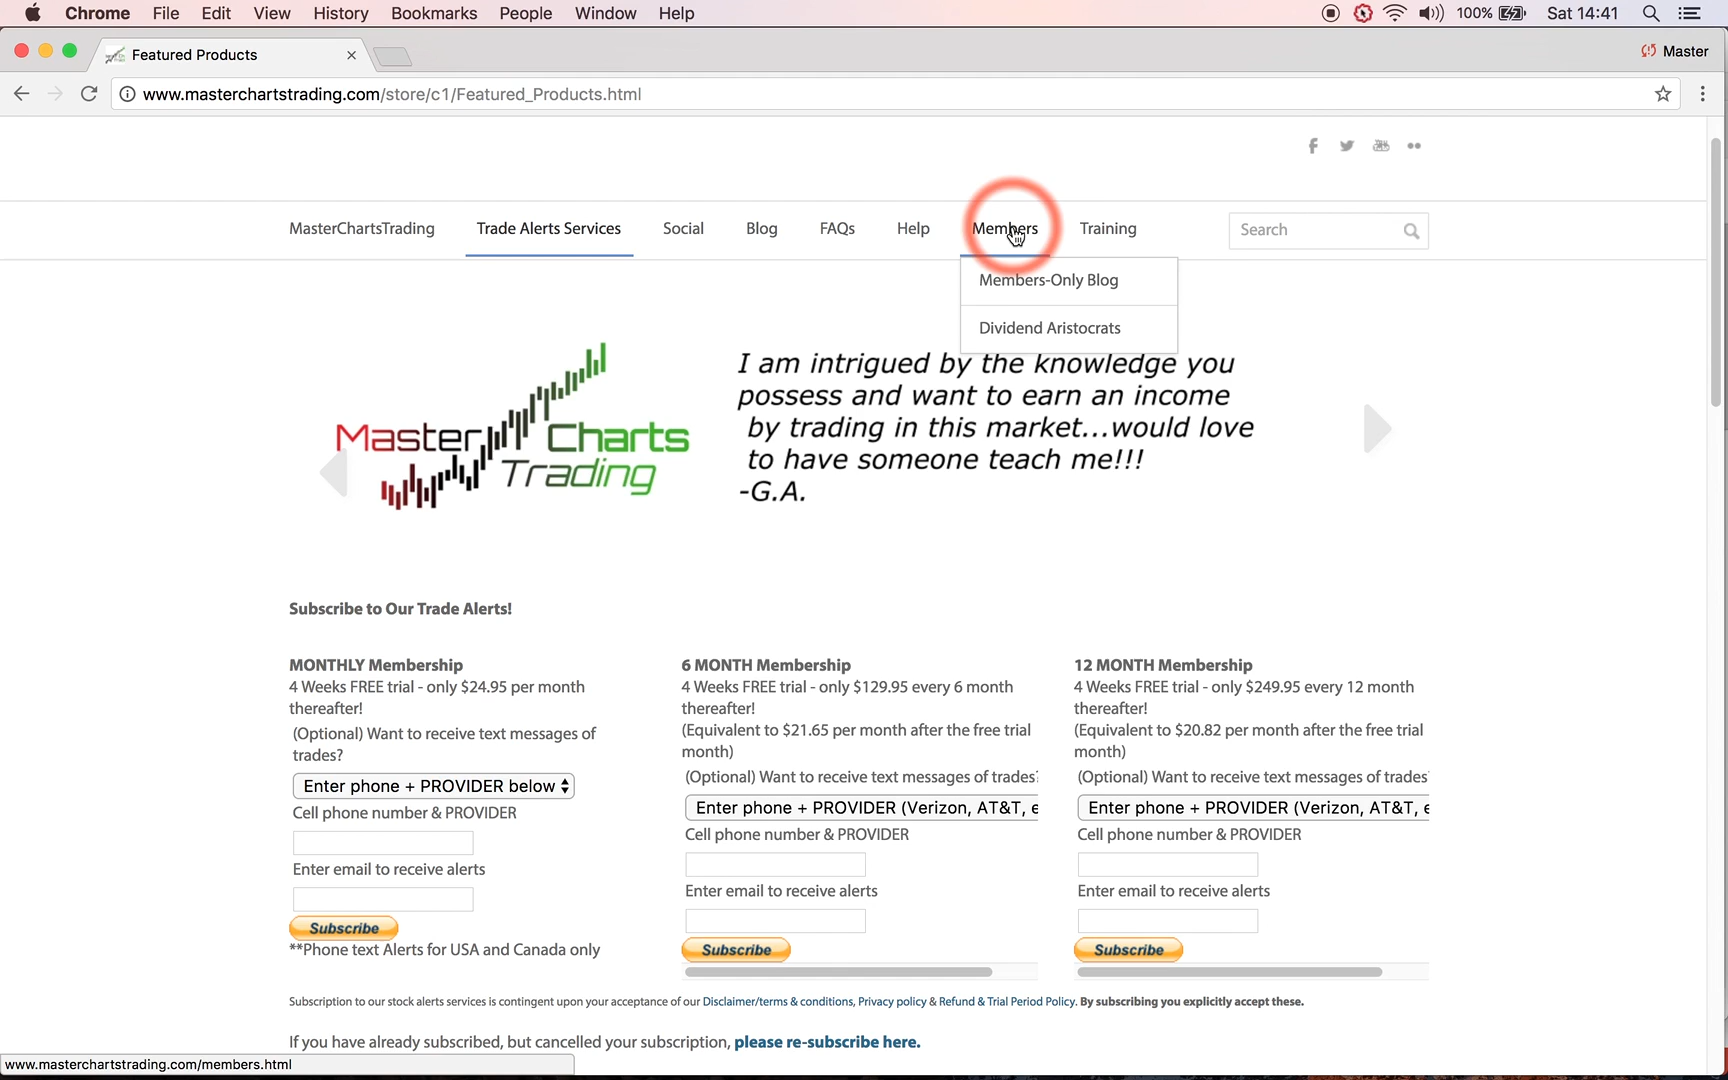 Chrome File Edit View History Bookmarks People Window Help 100% Sat 14:41
Featured Products Master
www.masterchartstrading.com/store/c1/Featured_Products.html
MasterChartsTrading Trade Alerts Services Social Blog FAQs Help Members Training Search
Members-Only Blog
Dividend Aristocrats
Master Charts
Trading
I am intrigued by the knowledge you
possess and want to earn an income
by trading in this market...would love
to have someone teach me!!!
-G.A.
Subscribe to Our Trade Alerts!
MONTHLY Membership
4 Weeks FREE trial - only $24.95 per month
thereafter!
(Optional) Want to receive text messages of
trades?
Enter phone + PROVIDER below
Cell phone number & PROVIDER
Enter email to receive alerts
Subscribe
**Phone text Alerts for USA and Canada only
6 MONTH Membership
4 Weeks FREE trial - only $129.95 every 6 month
thereafter!
(Equivalent to $21.65 per month after the free trial
month)
(Optional) Want to receive text messages of trades?
Enter phone + PROVIDER (Verizon, AT&T, e
Cell phone number & PROVIDER
Enter email to receive alerts
Subscribe
12 MONTH Membership
4 Weeks FREE trial - only $249.95 every 12 month
thereafter!
(Equivalent to $20.82 per month after the free trial
month)
(Optional) Want to receive text messages of trades
Enter phone + PROVIDER (Verizon, AT&T, e
Cell phone number & PROVIDER
Enter email to receive alerts
Subscribe
Subscription to our stock alerts services is contingent upon your acceptance of our Disclaimer/terms & conditions, Privacy policy & Refund & Trial Period Policy. By subscribing you explicitly accept these.
If you have already subscribed, but cancelled your subscription, please re-subscribe here.
www.masterchartstrading.com/members.html